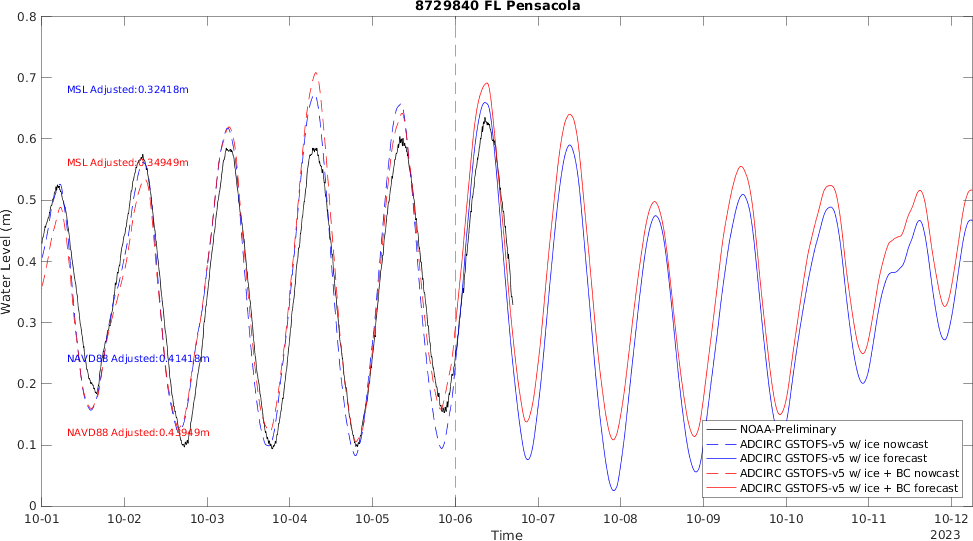 8729840 FL Pensacola
0.8
0.7
0.6
0.5
0.4
0.3
0.2
0.1
0
Water Level (m)
MSL Adjusted:0.32418m
MSL Adjusted:0.34949m
NAVD88 Adjusted:0.41418m
NAVD88 Adjusted:0.43949m
NOAA-Preliminary
ADCIRC GSTOFS-v5 w/ ice nowcast
ADCIRC GSTOFS-v5 w/ ice forecast
ADCIRC GSTOFS-v5 w/ ice + BC nowcast
ADCIRC GSTOFS-v5 w/ ice + BC forecast
10-01 10-02 10-03 10-04 10-05 10-06 10-07 10-08 10-09 10-10 10-11 10-12
Time
2023